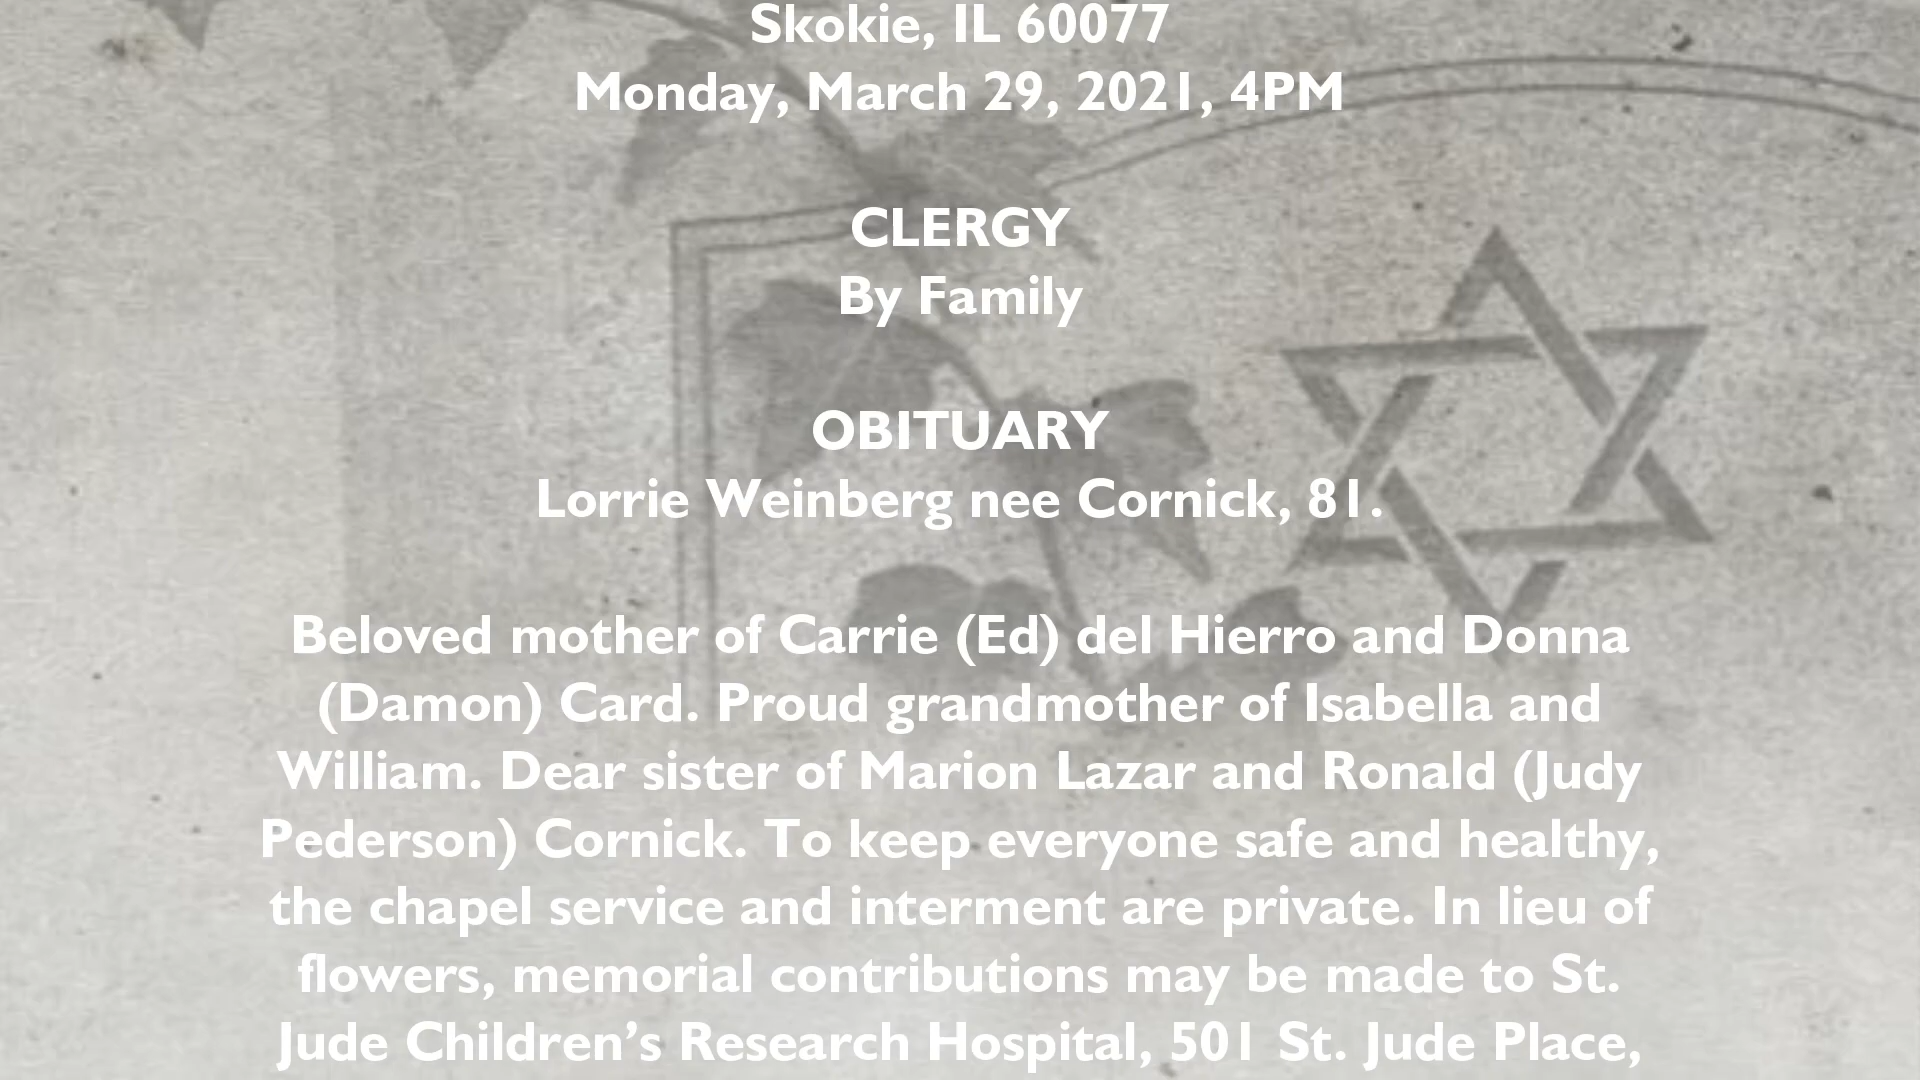 Skokie, IL 60077
Monday, March 29, 2021, 4PM
CLERGY
By Family
OBITUARY
Lorrie Weinberg nee Cornick, 81.
Beloved mother of Carrie (Ed) del Hierro and Donna
(Damon) Card. Proud grandmother of Isabella and
William. Dear sister of Marion Lazar and Ronald (Judy
Pederson) Cornick. To keep everyone safe and healthy,
the chapel service and interment are private. In lieu of
flowers, memorial contributions may be made to St.
Jude Children’s Research Hospital, 501 St. Jude Place,